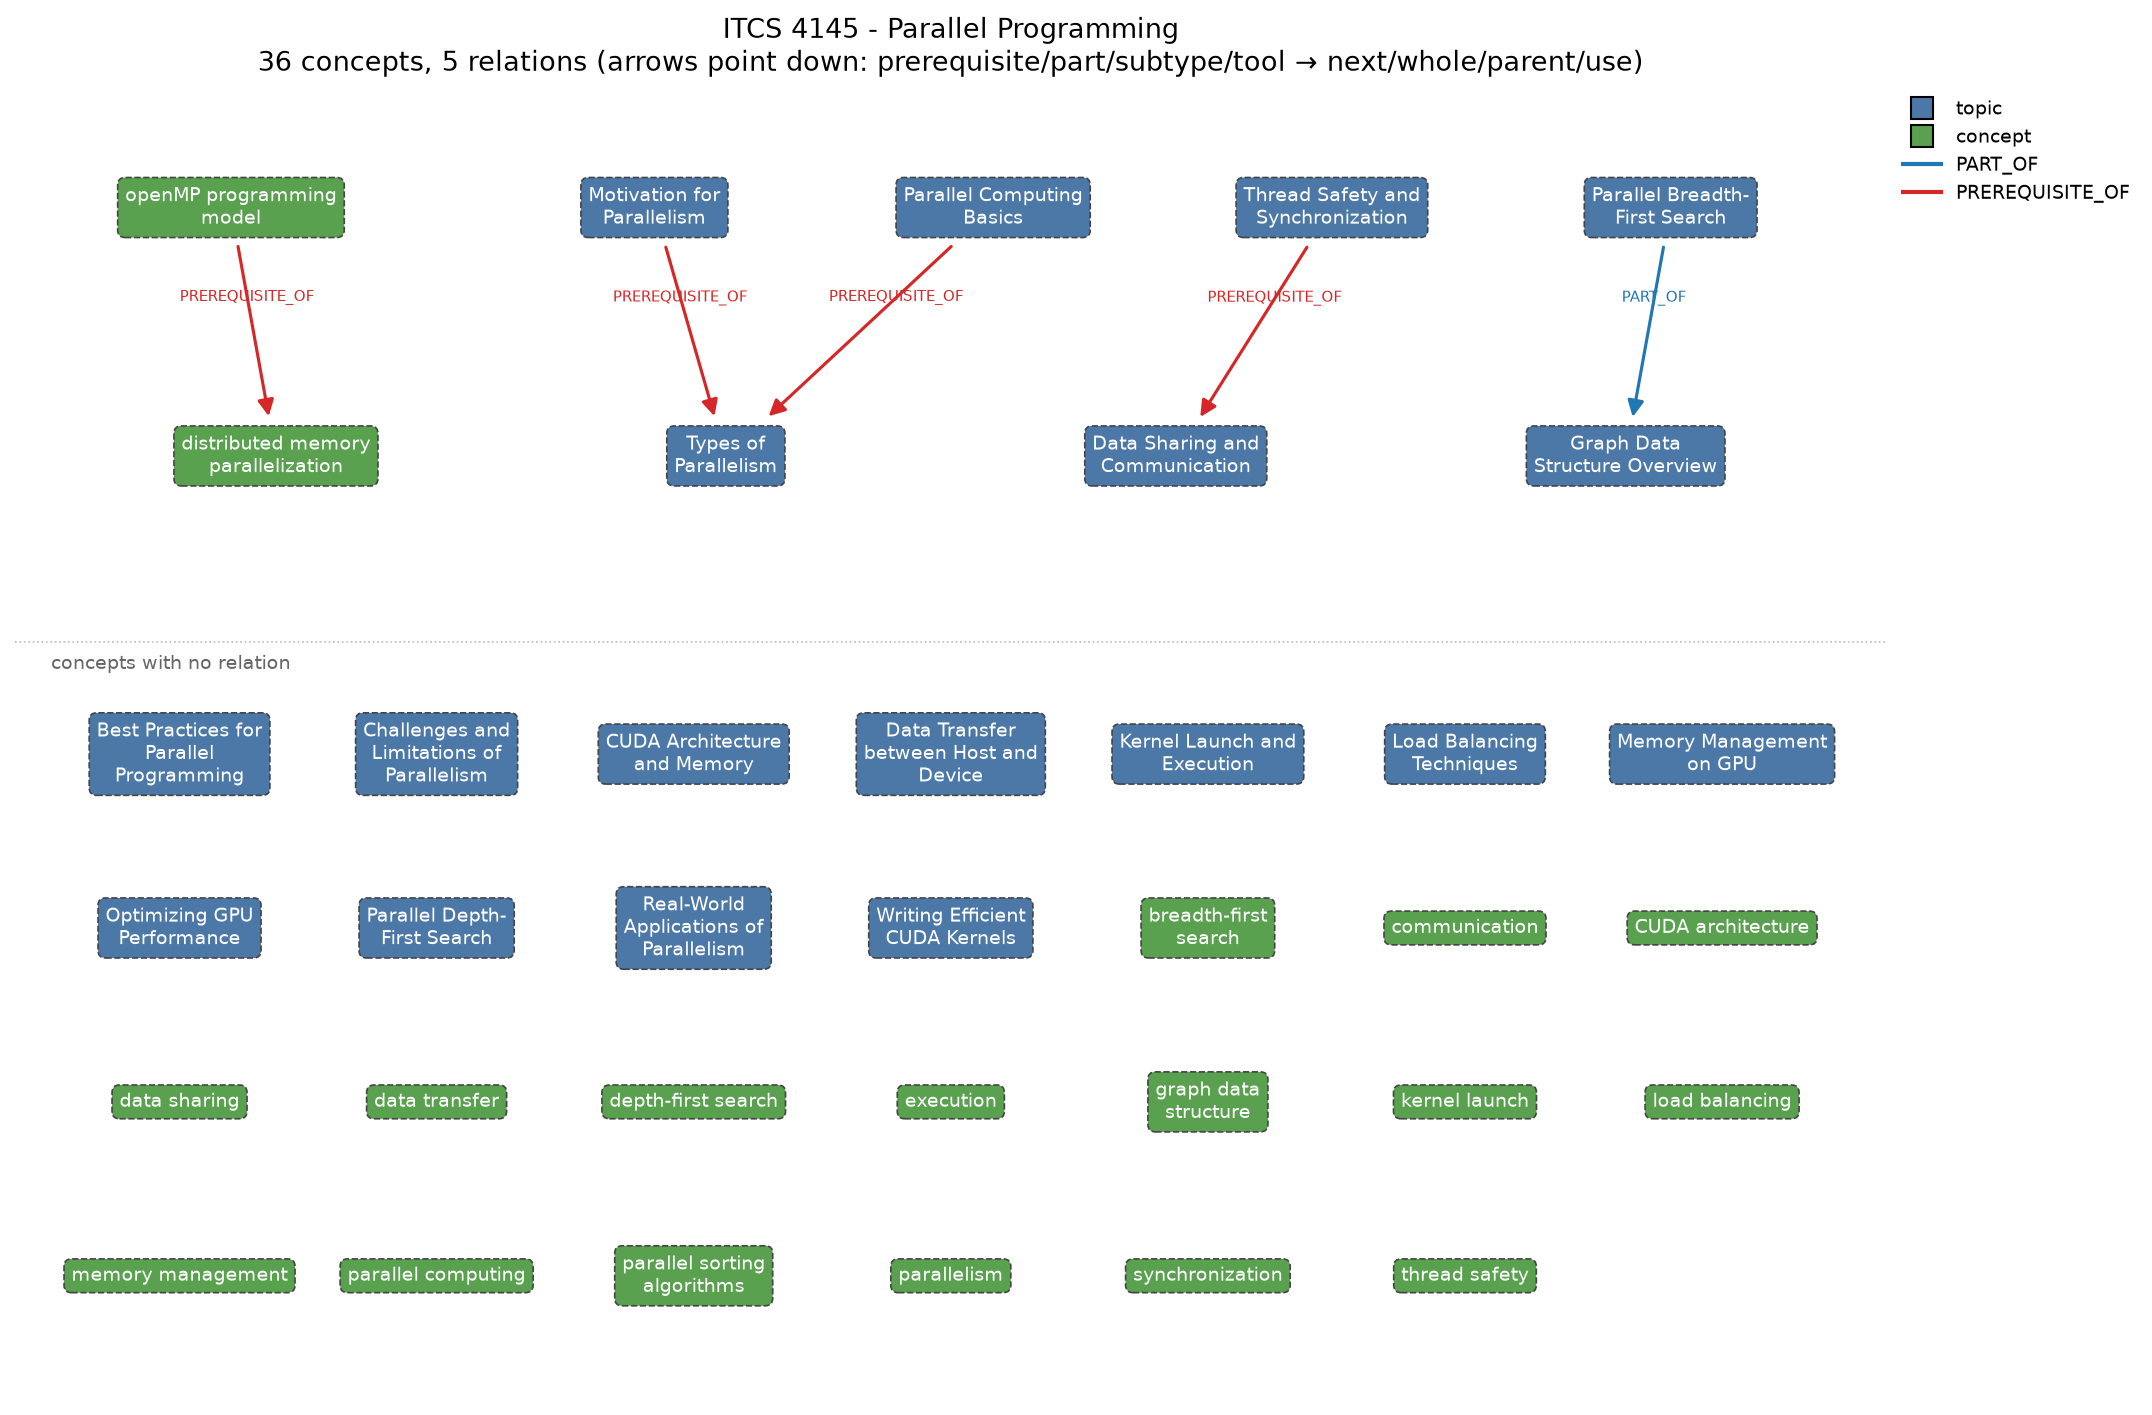 ITCS 4145 - Parallel Programming
36 concepts, 5 relations (arrows point down: prerequisite/part/subtype/tool → next/whole/parent/use)
topic
concept
PART_OF
PREREQUISITE_OF
openMP programming
model
Motivation for
Parallelism
Parallel Computing
Basics
Thread Safety and
Synchronization
Parallel Breadth-
First Search
PREREQUISITE_OF
PREREQUISITE_OF
PREREQUISITE_OF
PREREQUISITE_OF
PART_OF
distributed memory
parallelization
Types of
Parallelism
Data Sharing and
Communication
Graph Data
Structure Overview
concepts with no relation
Best Practices for
Parallel
Programming
Challenges and
Limitations of
Parallelism
CUDA Architecture
and Memory
Data Transfer
between Host and
Device
Kernel Launch and
Execution
Load Balancing
Techniques
Memory Management
on GPU
Optimizing GPU
Performance
Parallel Depth-
First Search
Real-World
Applications of
Parallelism
Writing Efficient
CUDA Kernels
breadth-first
search
communication
CUDA architecture
data sharing
data transfer
depth-first search
execution
graph data
structure
kernel launch
load balancing
memory management
parallel computing
parallel sorting
algorithms
parallelism
synchronization
thread safety